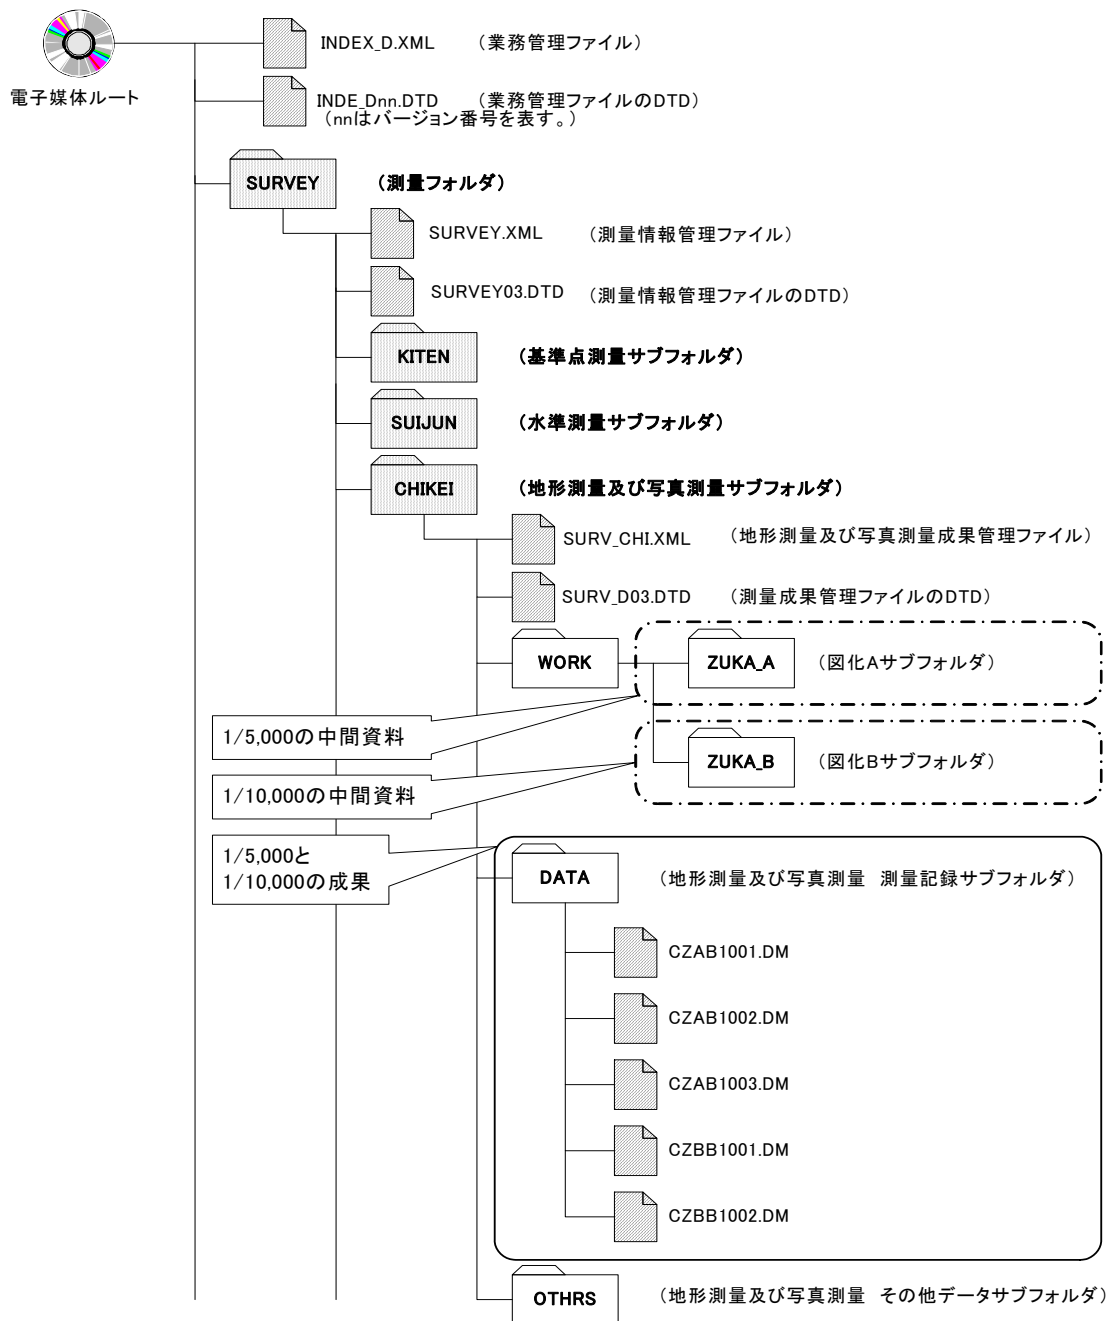 INDEX_D.XML （業務管理ファイル）
電子媒体ルート
INDE_Dnn.DTD （業務管理ファイルのDTD）
（nnはバージョン番号を表す。）
SURVEY （測量フォルダ）
SURVEY.XML （測量情報管理ファイル）
SURVEY03.DTD （測量情報管理ファイルのDTD）
KITEN （基準点測量サブフォルダ）
SUIJUN （水準測量サブフォルダ）
CHIKEI （地形測量及び写真測量サブフォルダ）
SURV_CHI.XML （地形測量及び写真測量成果管理ファイル）
SURV_D03.DTD （測量成果管理ファイルのDTD）
WORK ZUKA_A （図化Aサブフォルダ）
1/5,000の中間資料
ZUKA_B （図化Bサブフォルダ）
1/10,000の中間資料
1/5,000と
1/10,000の成果
DATA （地形測量及び写真測量 測量記録サブフォルダ）
CZAB1001.DM
CZAB1002.DM
CZAB1003.DM
CZBB1001.DM
CZBB1002.DM
OTHRS （地形測量及び写真測量 その他データサブフォルダ）